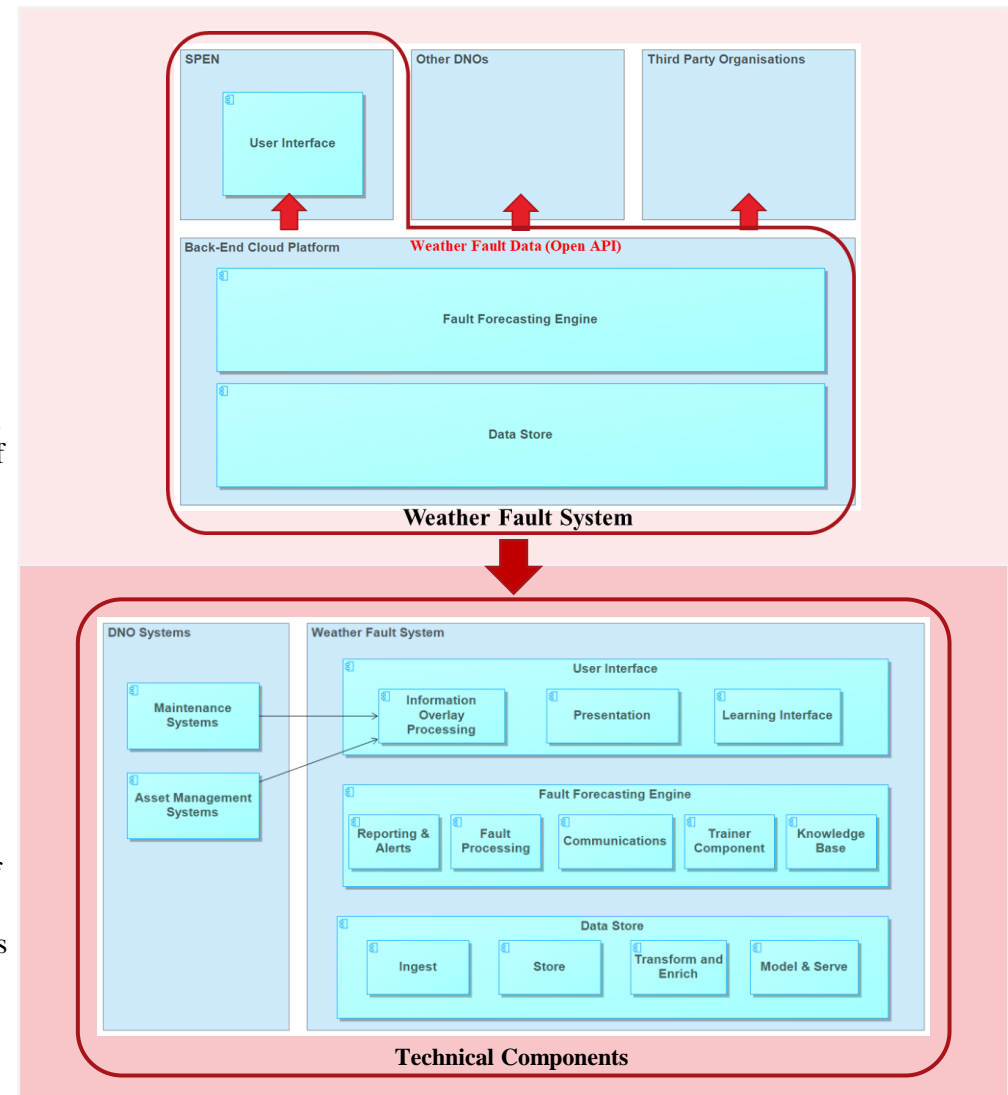 SPEN
Other DNOs
Third Party Organisations
User Interface
Back-End Cloud Platform
Weather Fault Data (Open API)
Fault Forecasting Engine
Data Store
f
Weather Fault System
DNO Systems
Weather Fault System
User Interface
Maintenance
Systems
Information
Overlay
Processing
Presentation
Learning Interface
Asset Management
Systems
Fault Forecasting Engine
Reporting &
Alerts
Fault
Processing
Communications
Trainer
Component
Knowledge
Base
s
Data Store
Ingest
Store
Transform and
Enrich
Model & Serve
Technical Components